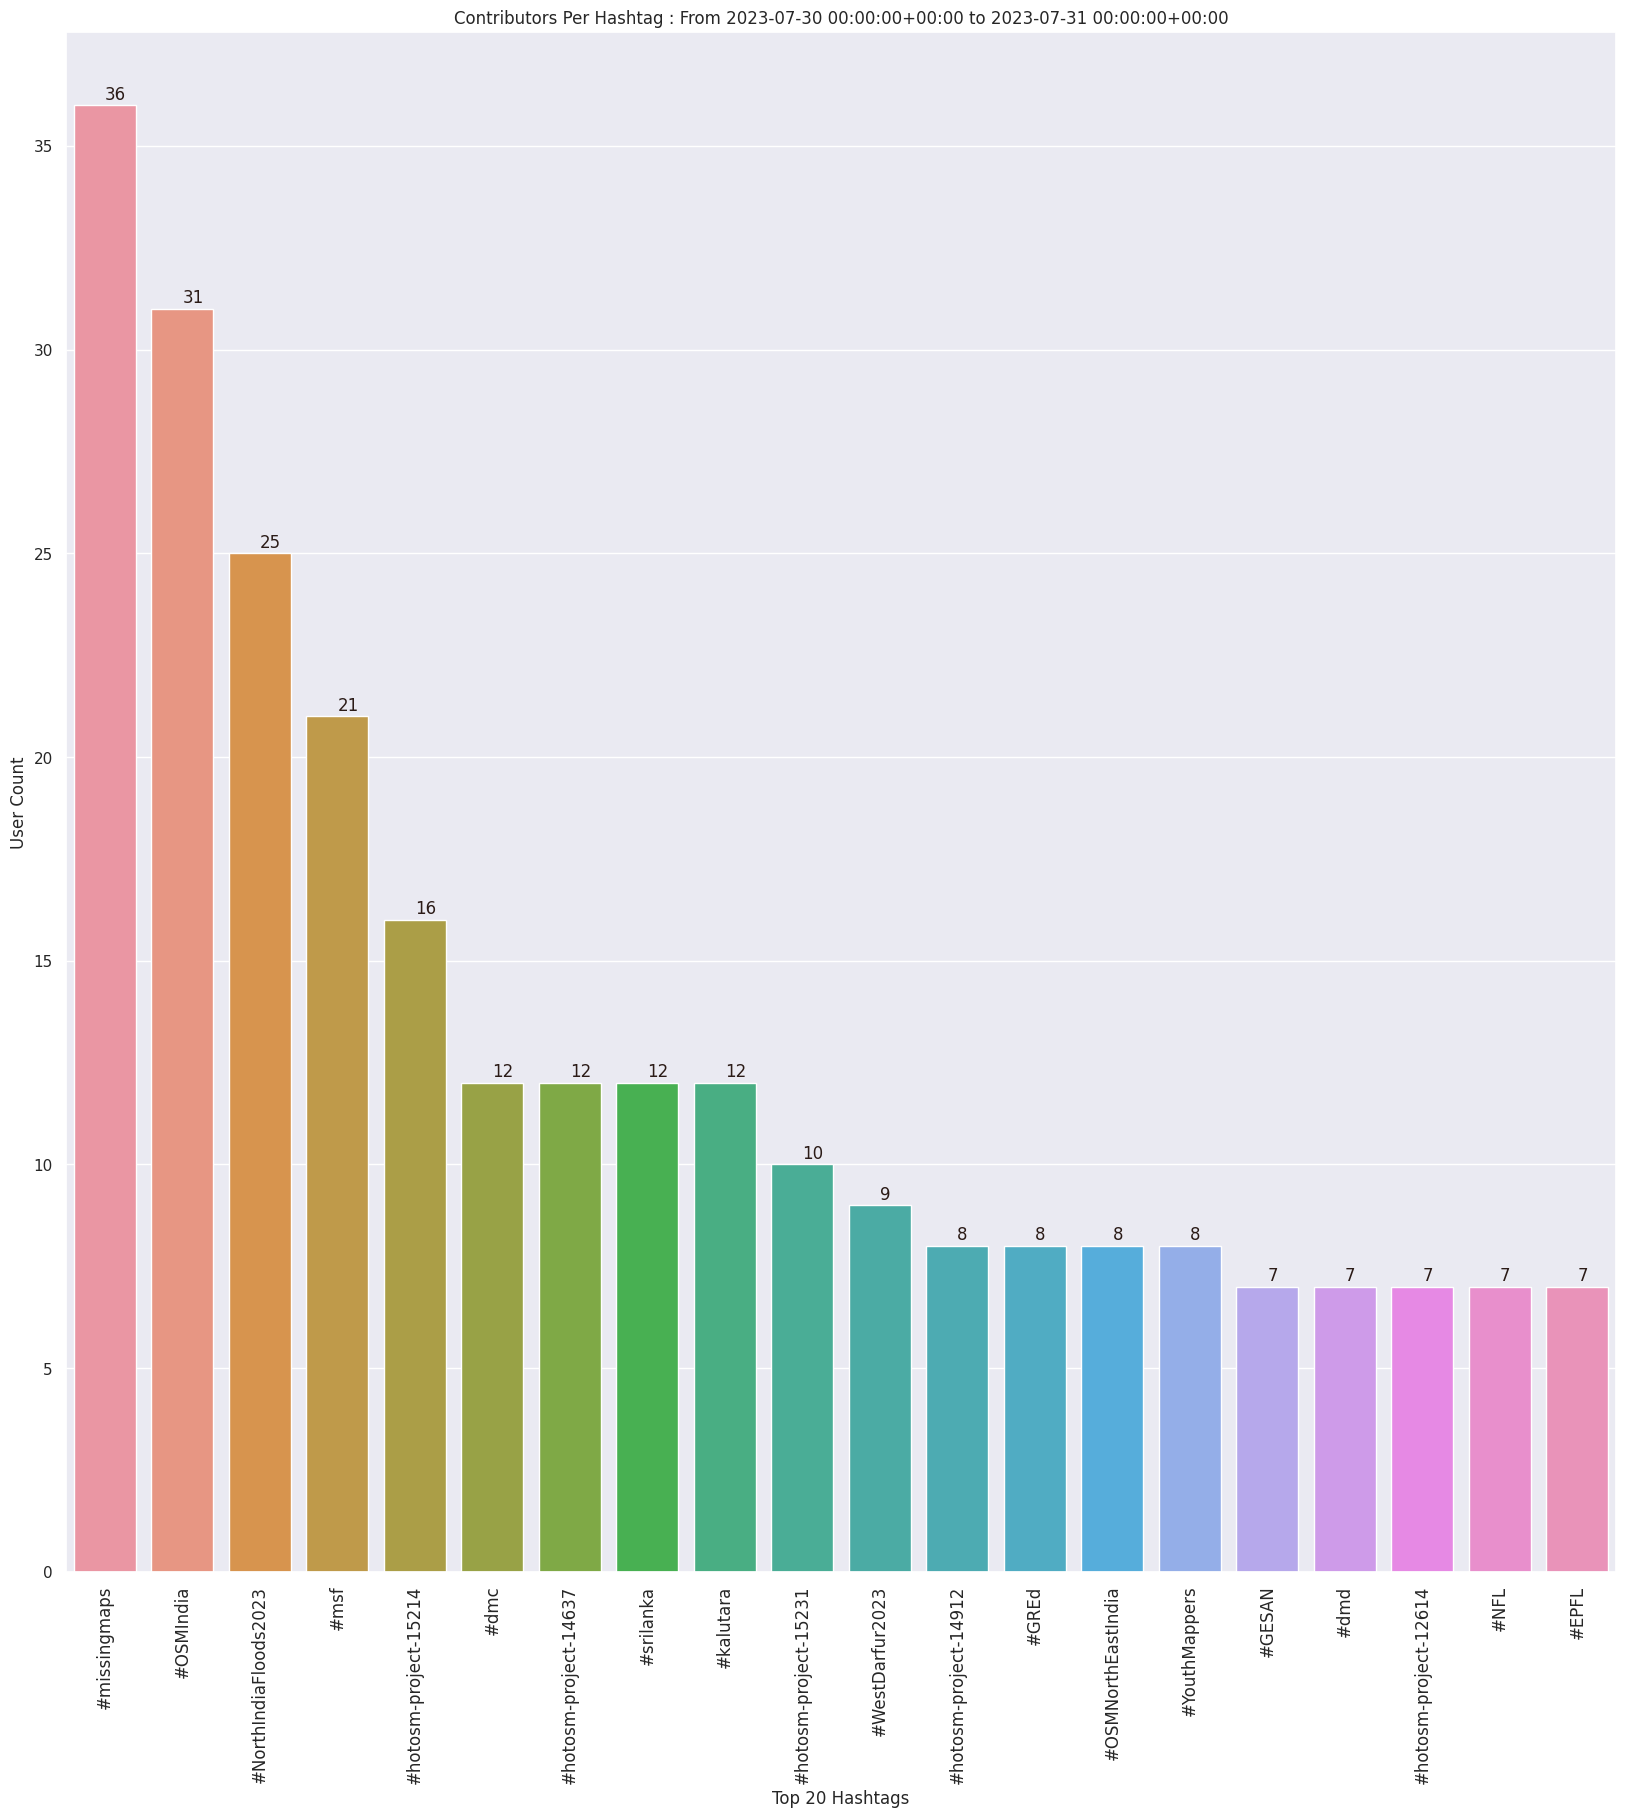 Contributors Per Hashtag : From 2023-07-30 00:00:00+00:00 to 2023-07-31 00:00:00+00:00
User Count
35
30
25
20
15
10
5
0
36
31
25
21
16
12
12
12
12
10
9
8
8
8
8
7
7
7
7
7
#missingmaps
#OSMIndia
#NorthIndiaFloods2023
#msf
#hotosm-project-15214
#dmc
#hotosm-project-14637
#srilanka
#kalutara
#hotosm-project-15231
#WestDarfur2023
#hotosm-project-14912
#GREd
#OSMNorthEastIndia
#YouthMappers
#GESAN
#dmd
#hotosm-project-12614
#NFL
#EPFL
Top 20 Hashtags